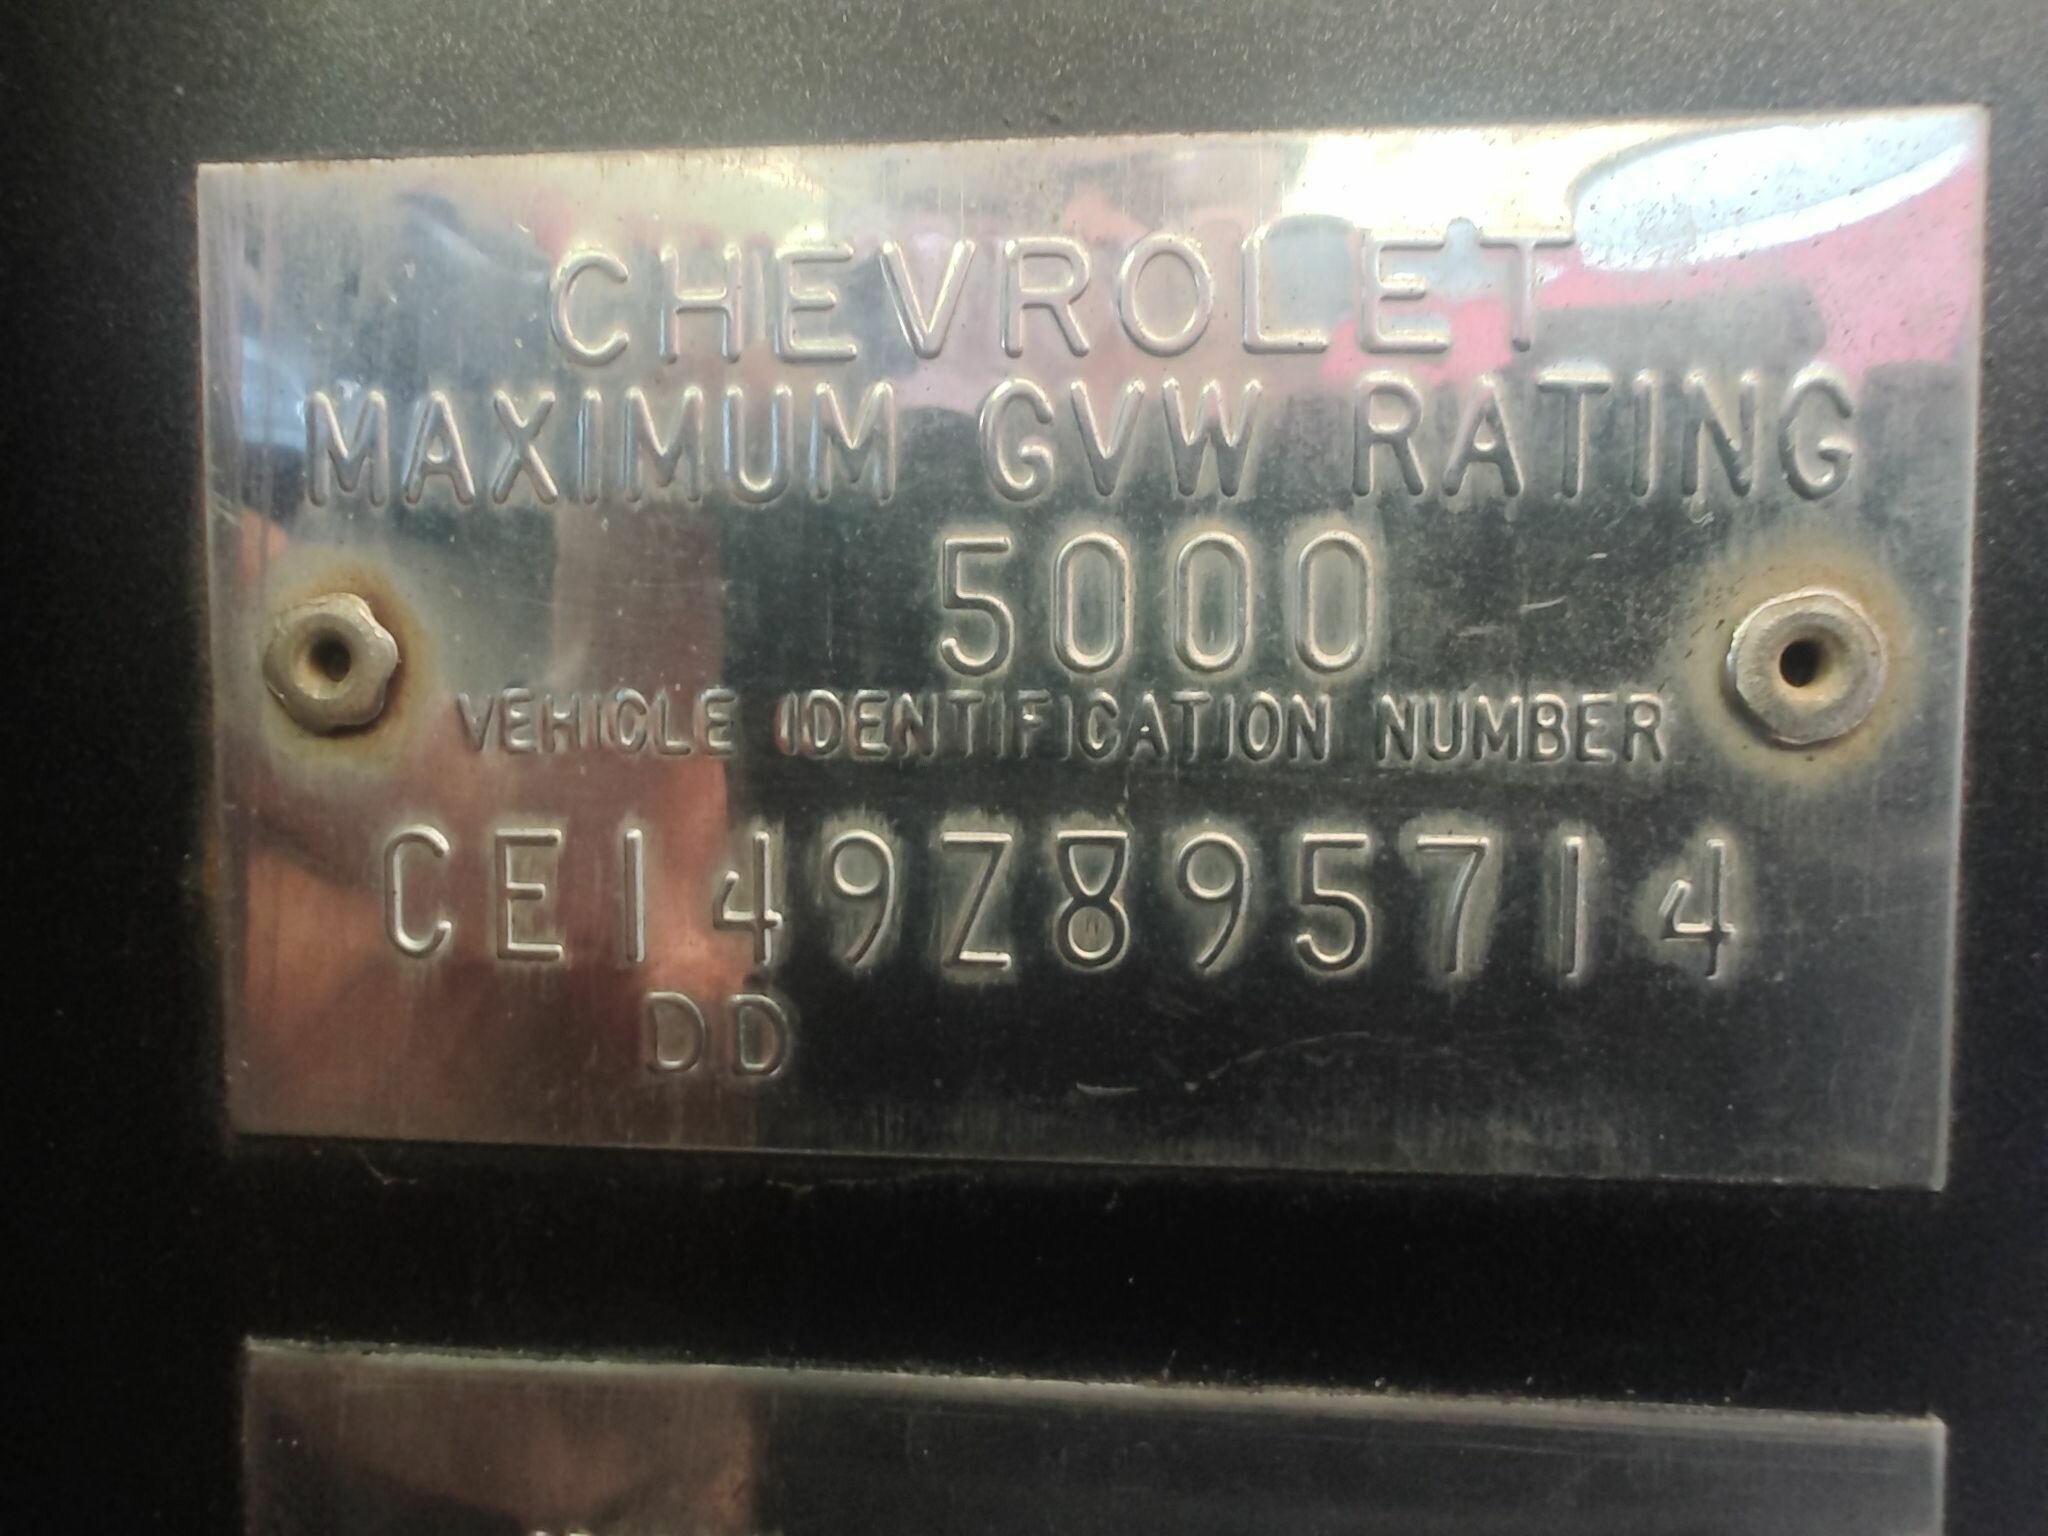 CHEVROLET
MAXIMUM GVW RATING
5000
VEHICLE IDENTIFICATION NUMBER
CE149Z895714
DD